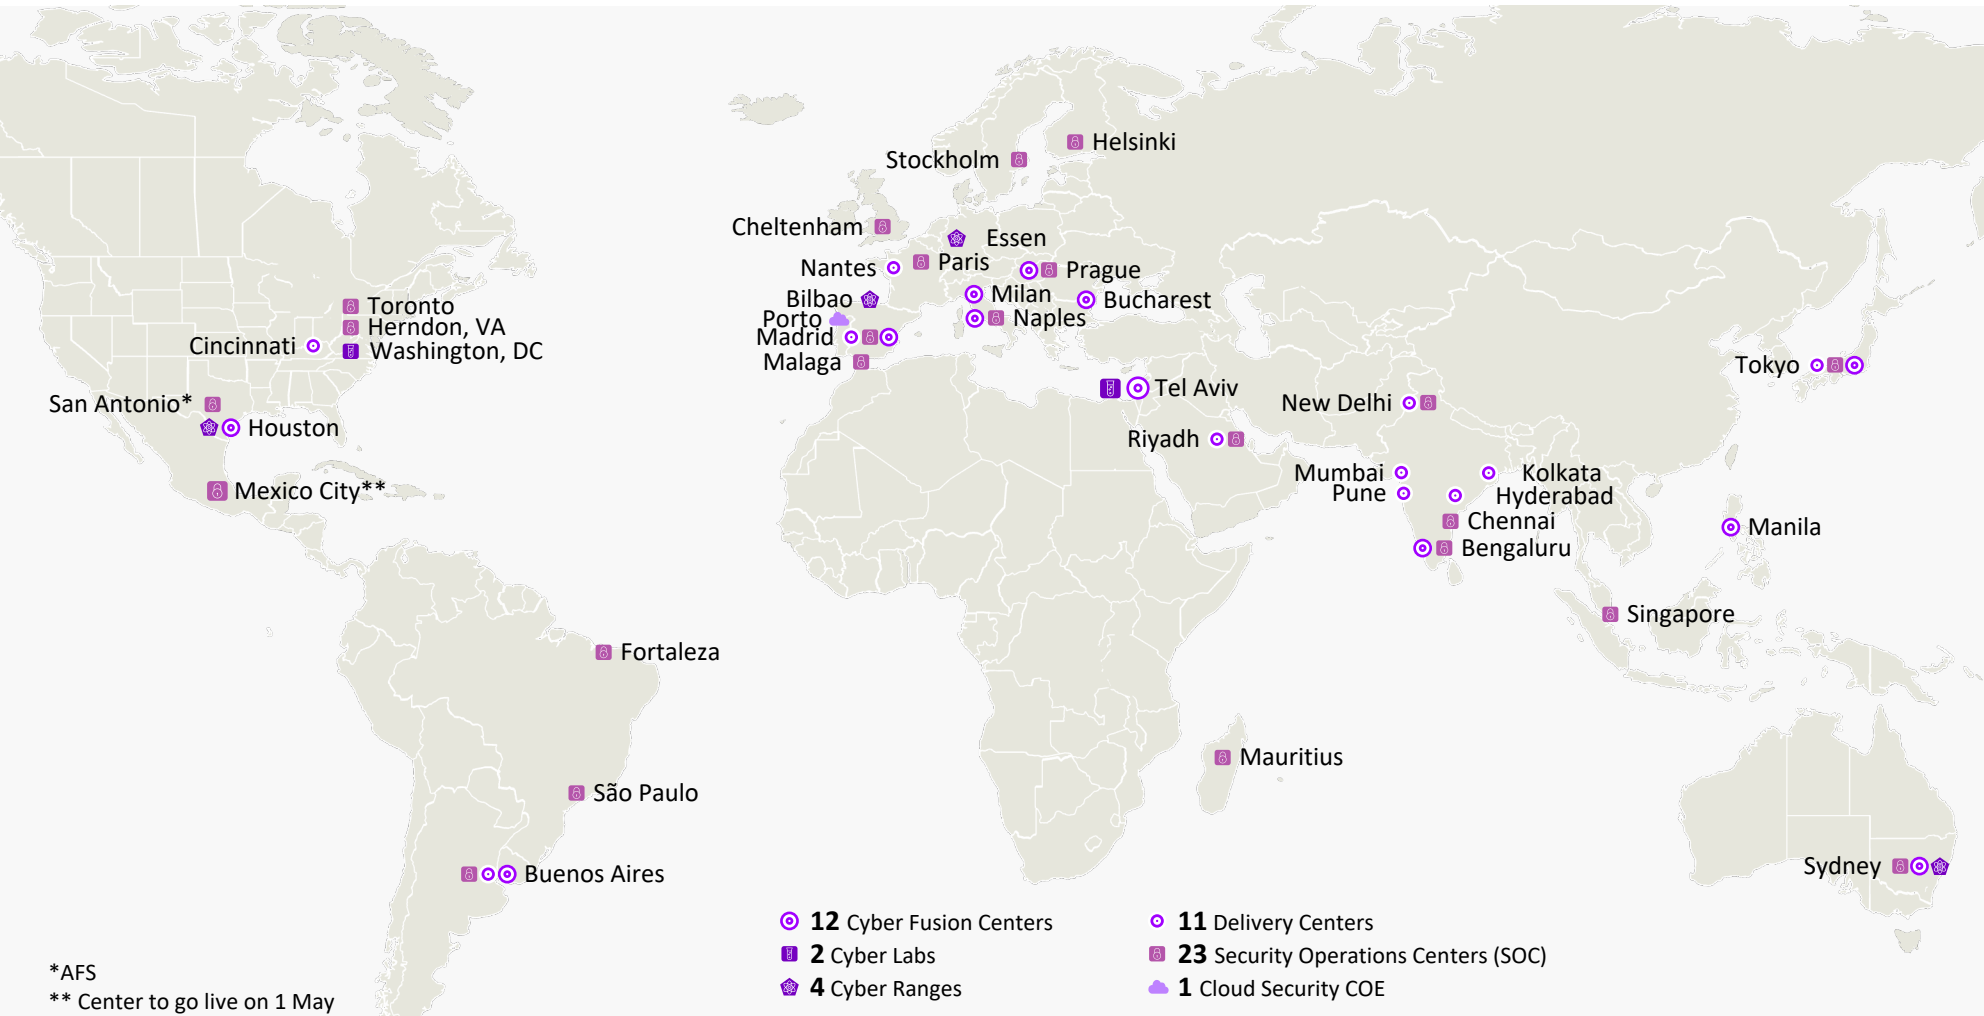 Helsinki
Stockholm
Cheltenham
Essen
Nantes
Paris
Prague
Bilbao
Milan
Bucharest
Porto
Naples
Madrid
Malaga
Toronto
Herndon, VA
Cincinnati
Washington, DC
San Antonio*
Houston
Mexico City**
Tel Aviv
Riyadh
Tokyo
New Delhi
Mumbai
Kolkata
Pune
Hyderabad
Chennai
Bengaluru
Manila
Singapore
Fortaleza
São Paulo
Buenos Aires
Mauritius
Sydney
12 Cyber Fusion Centers
2 Cyber Labs
4 Cyber Ranges
11 Delivery Centers
23 Security Operations Centers (SOC)
1 Cloud Security COE
*AFS
** Center to go live on 1 May